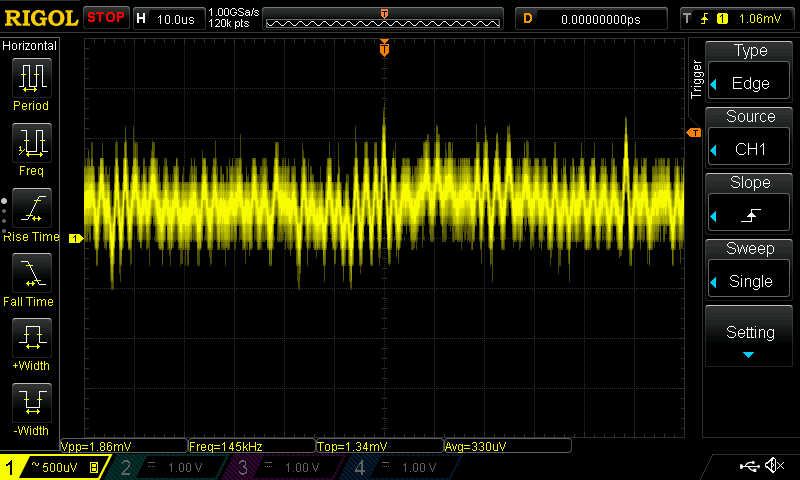 RIGOL STOP H 10.0us 1.00GSa/s D 0.00000000ps T 1 1.06mV
120k pts
T
Horizontal
Period
Freq
Rise Time
Fall Time
+Width
-Width
T
T
1
Trigger
Type
Edge
Source
CH1
Slope
Sweep
Single
Setting
Vpp=1.86mV Freq=145kHz Top=1.34mV Avg=330uV
1 ~ 500uV B 2 1.00 V 3 1.00 V 4 1.00 V